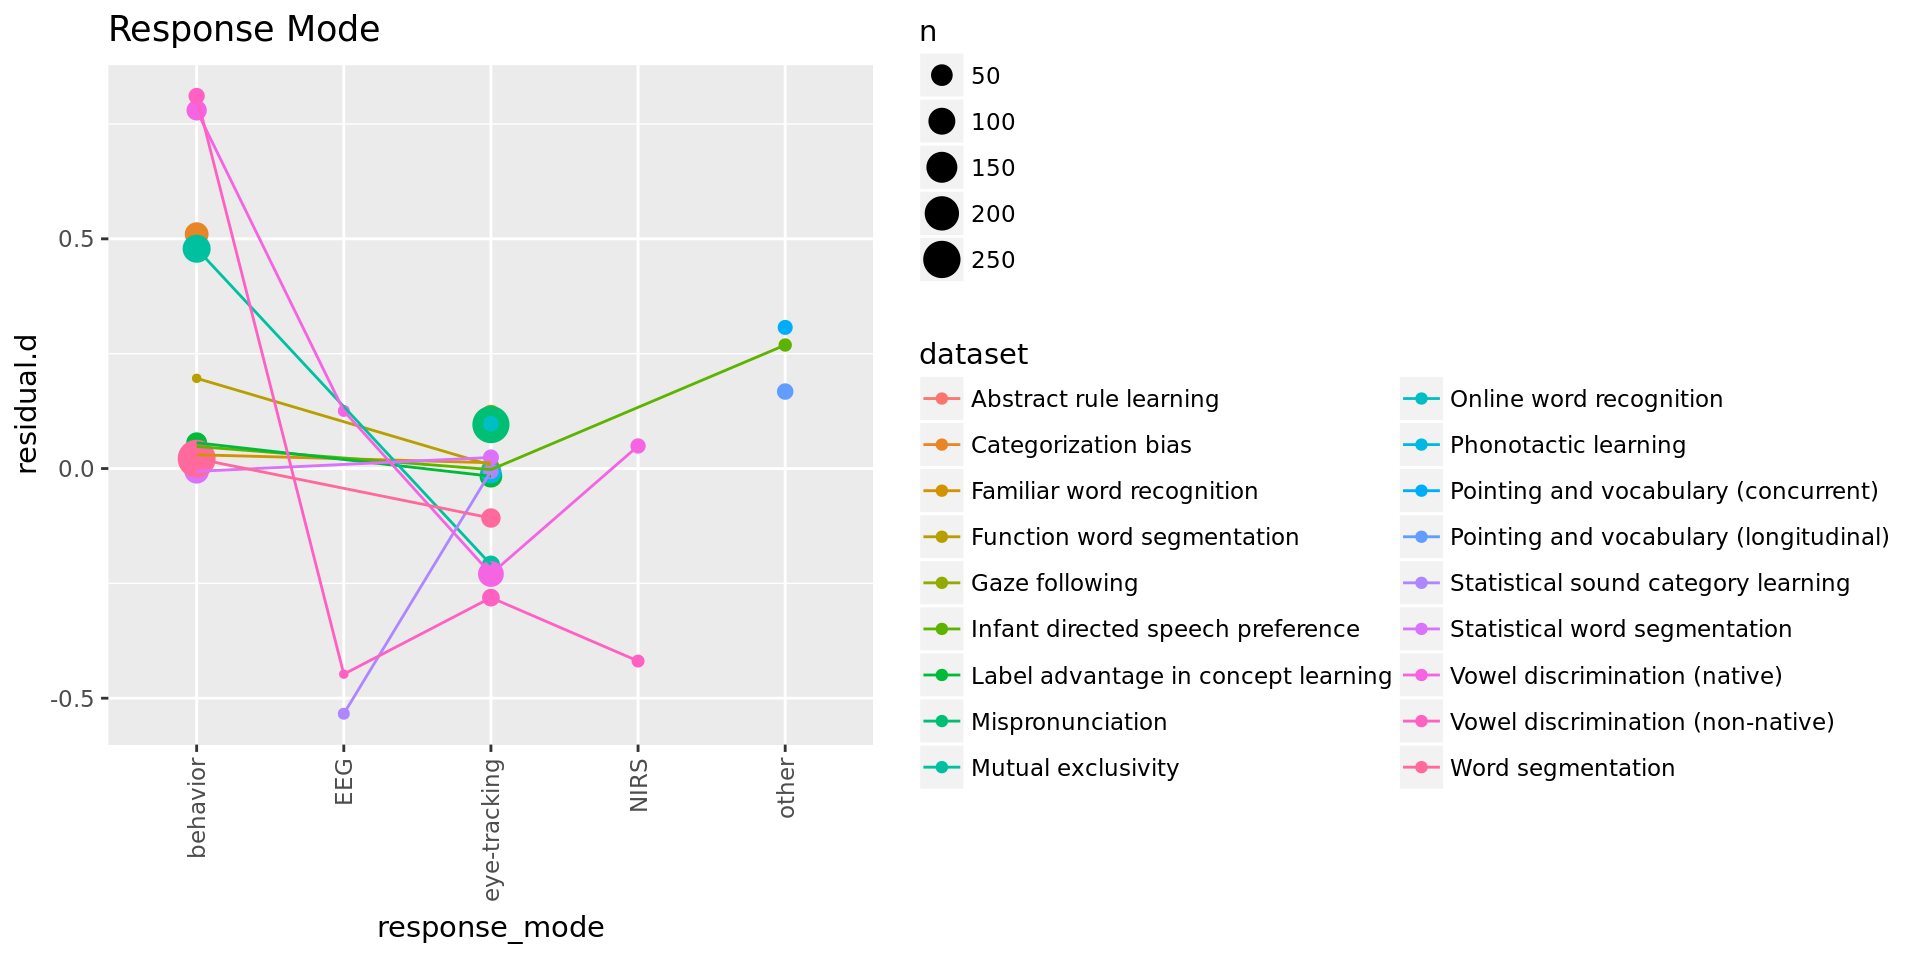 Response Mode
residual.d
0.5
0.0
-0.5
behavior
EEG
eye-tracking
NIRS
other
response_mode
n
50
100
150
200
250
dataset
Abstract rule learning
Categorization bias
Familiar word recognition
Function word segmentation
Gaze following
Infant directed speech preference
Label advantage in concept learning
Mispronunciation
Mutual exclusivity
Online word recognition
Phonotactic learning
Pointing and vocabulary (concurrent)
Pointing and vocabulary (longitudinal)
Statistical sound category learning
Statistical word segmentation
Vowel discrimination (native)
Vowel discrimination (non-native)
Word segmentation